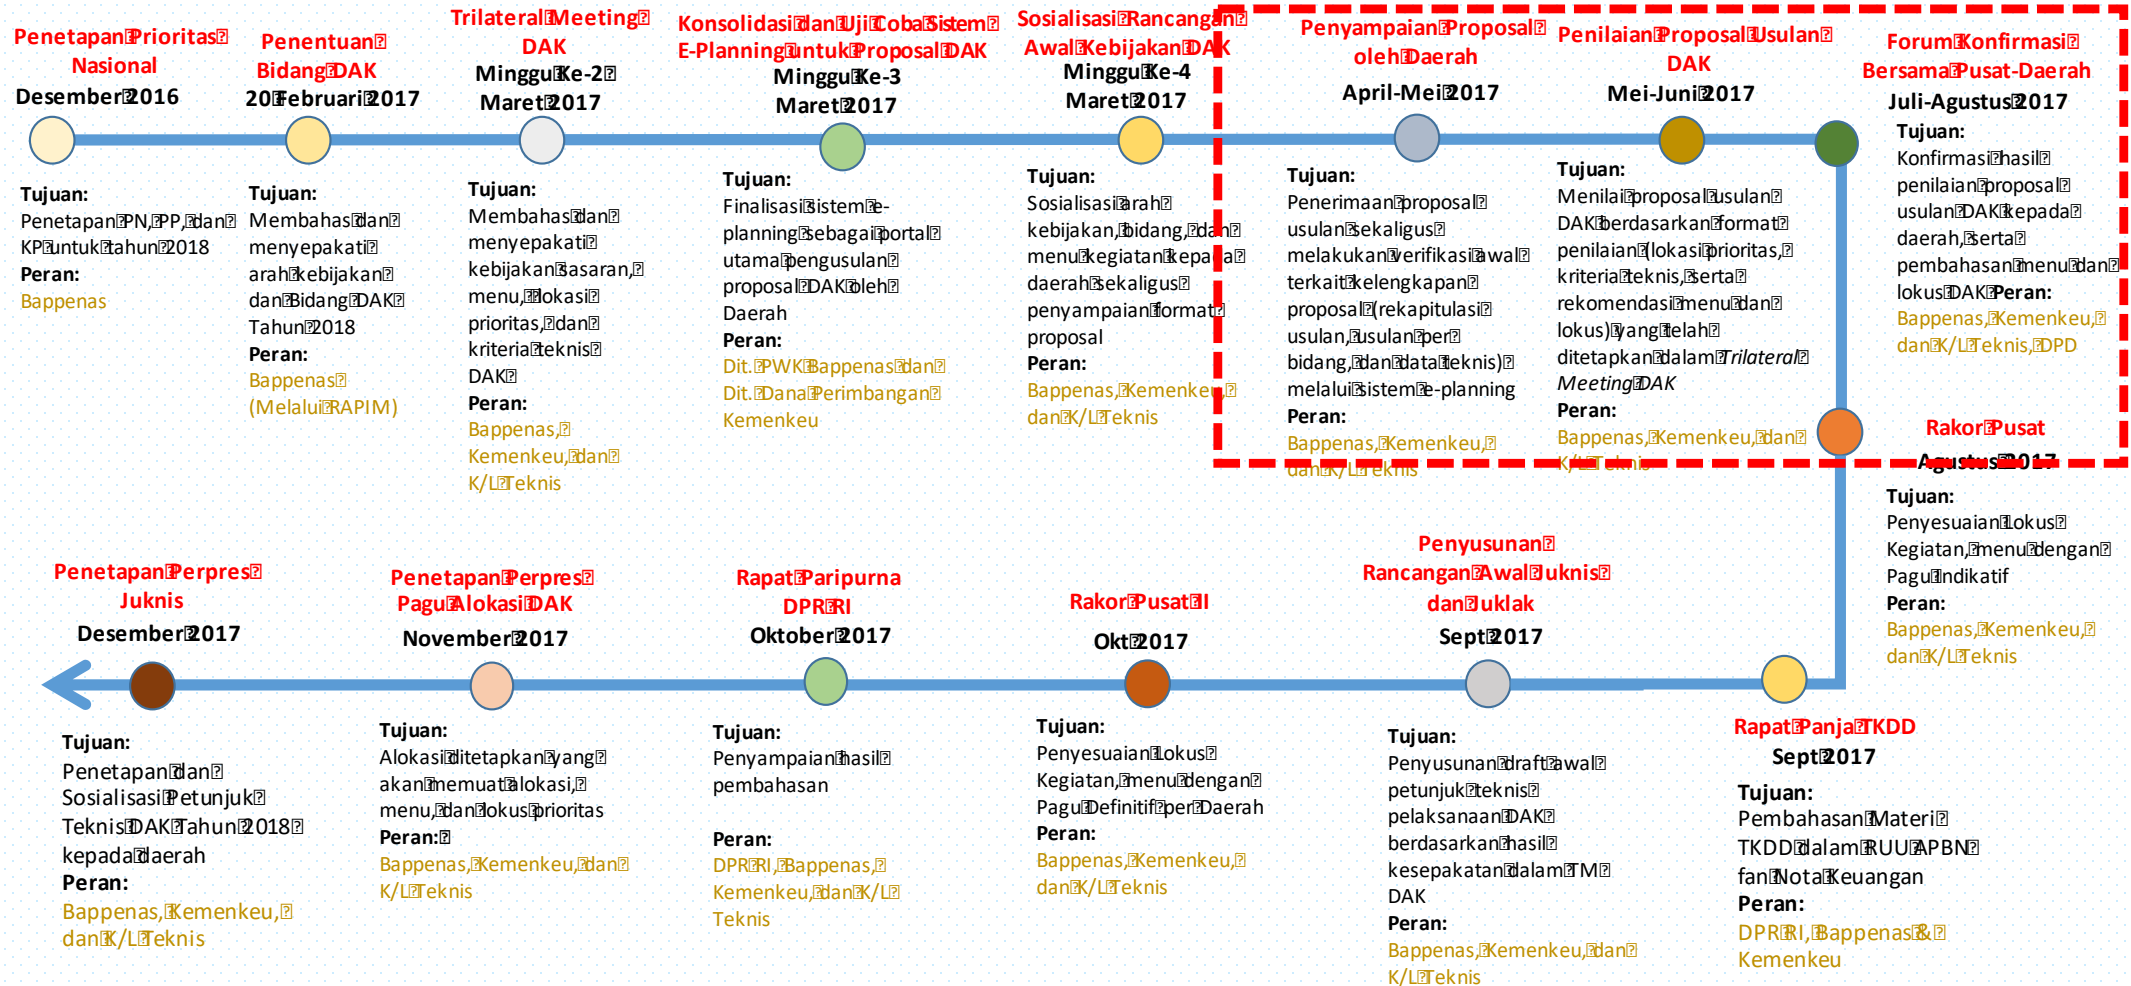 Penetapan Prioritas
Nasional
Desember 2016
Tujuan:
Penetapan PN, PP, dan
KP untuk tahun 2018
Peran:
Bappenas
Penentuan
Bidang DAK
20 Februari 2017
Tujuan:
Membahas dan
menyepakati
arah kebijakan
dan Bidang DAK
Tahun 2018
Peran:
Bappenas
(Melalui RAPIM)
Trilateral Meeting
DAK
Minggu Ke-2
Maret 2017
Tujuan:
Membahas dan
menyepakati
kebijakan sasaran,
menu, lokasi
prioritas, dan
kriteria teknis
DAK
Peran:
Bappenas,
Kemenkeu, dan
K/L Teknis
Konsolidasi dan Uji Coba Sistem
E-Planning untuk Proposal DAK
Minggu Ke-3
Maret 2017
Tujuan:
Finalisasi sistem e-
planning sebagai portal
utama pengusulan
proposal DAK oleh
Daerah
Peran:
Dit. PWK Bappenas dan
Dit. Dana Perimbangan
Kemenkeu
Sosialisasi Rancangan
Awal Kebijakan DAK
Minggu Ke-4
Maret 2017
Tujuan:
Sosialisasi arah
kebijakan, bidang, dan
menu kegiatan kepada
daerah sekaligus
penyampaian format
proposal
Peran:
Bappenas, Kemenkeu,
dan K/L Teknis
Penyampaian Proposal
oleh Daerah
April-Mei 2017
Tujuan:
Penerimaan proposal
usulan sekaligus
melakukan verifikasi awal
terkait kelengkapan
proposal (rekapitulasi
usulan, usulan per
bidang, dan data teknis)
melalui sistem e-planning
Peran:
Bappenas, Kemenkeu,
dan K/L Teknis
Penilaian Proposal Usulan
DAK
Mei-Juni 2017
Tujuan:
Menilai proposal usulan
DAK berdasarkan format
penilaian (lokasi prioritas,
kriteria teknis, serta
rekomendasi menu dan
lokus) yang telah
ditetapkan dalam Trilateral
Meeting DAK
Peran:
Bappenas, Kemenkeu, dan
K/L Teknis
Forum Konfirmasi
Bersama Pusat-Daerah
Juli-Agustus 2017
Tujuan:
Konfirmasi hasil
penilaian proposal
usulan DAK kepada
daerah, serta
pembahasan menu dan
lokus DAK Peran:
Bappenas, Kemenkeu,
dan K/L Teknis, DPD
Rakor Pusat
Agustus 2017
Tujuan:
Penyesuaian Lokus
Kegiatan, menu dengan
Pagu Indikatif
Peran:
Bappenas, Kemenkeu,
dan K/L Teknis
Rapat Panja TKDD
Sept 2017
Tujuan:
Pembahasan Materi
TKDD dalam RUU APBN
fan Nota Keuangan
Peran:
DPR RI, Bappenas &
Kemenkeu
Penyusunan
Rancangan Awal Juknis
dan Juklak
Sept 2017
Tujuan:
Penyusunan draft awal
petunjuk teknis
pelaksanaan DAK
berdasarkan hasil
kesepakatan dalam TM
DAK
Peran:
Bappenas, Kemenkeu, dan
K/L Teknis
Rakor Pusat II
Okt 2017
Tujuan:
Penyesuaian Lokus
Kegiatan, menu dengan
Pagu Definitif per Daerah
Peran:
Bappenas, Kemenkeu,
dan K/L Teknis
Rapat Paripurna
DPR RI
Oktober 2017
Tujuan:
Penyampaian hasil
pembahasan
Peran:
DPR RI, Bappenas,
Kemenkeu, dan K/L
Teknis
Penetapan Perpres
Pagu Alokasi DAK
November 2017
Tujuan:
Alokasi ditetapkan yang
akan memuat alokasi,
menu, dan lokus prioritas
Peran:
Bappenas, Kemenkeu, dan
K/L Teknis
Penetapan Perpres
Juknis
Desember 2017
Tujuan:
Penetapan dan
Sosialisasi Petunjuk
Teknis DAK Tahun 2018
kepada daerah
Peran:
Bappenas, Kemenkeu,
dan K/L Teknis